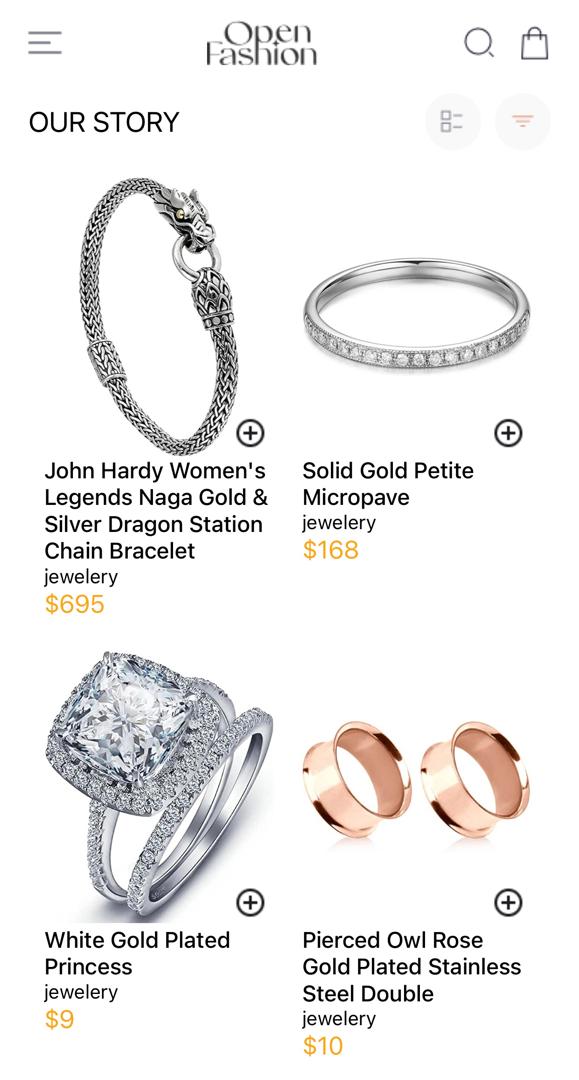 Open
Fashion
OUR STORY
John Hardy Women's
Legends Naga Gold &
Silver Dragon Station
Chain Bracelet
jewelery
$695
Solid Gold Petite
Micropave
jewelery
$168
White Gold Plated
Princess
jewelery
$9
Pierced Owl Rose
Gold Plated Stainless
Steel Double
jewelery
$10